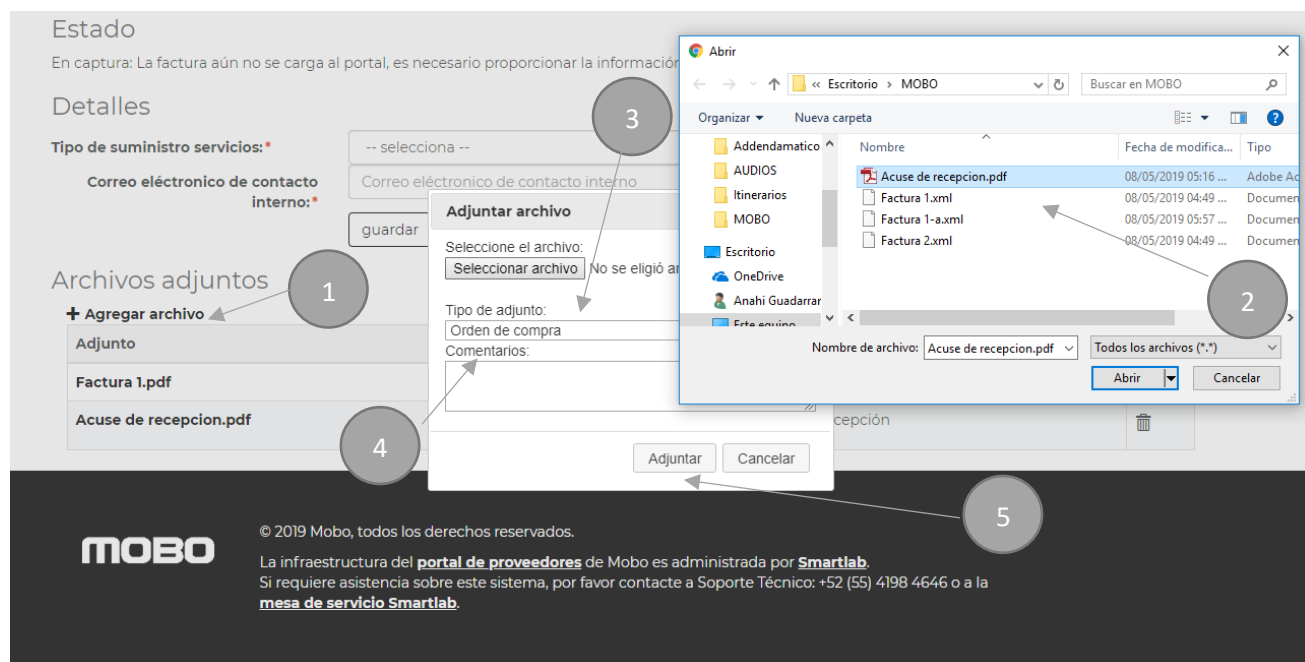 Estado
En captura: La factura aún no se carga al portal, es necesario proporcionar la información
Detalles
Tipo de suministro servicios:*
-- selecciona --
Correo eléctronico de contacto
interno:*
Correo eléctronico de contacto interno
guardar
Archivos adjuntos
Agregar archivo
Adjunto
Factura 1.pdf
Acuse de recepcion.pdf
cepción
1
3
Adjuntar archivo
Seleccione el archivo:
Seleccionar archivo No se eligió ar
Tipo de adjunto:
Orden de compra
Comentarios:
4
Adjuntar Cancelar
5
Abrir
« Escritorio › MOBO
Buscar en MOBO
Organizar Nueva carpeta
Addendamatico
AUDIOS
Itinerarios
MOBO
Escritorio
OneDrive
Anahi Guadarrar
Este equipo
Nombre Fecha de modifica... Tipo
Acuse de recepcion.pdf 08/05/2019 05:16 ... Adobe Ac
Factura 1.xml 08/05/2019 04:49 ... Documen
Factura 1-a.xml 08/05/2019 05:57 ... Documen
Factura 2.xml 08/05/2019 04:49 ... Documen
2
Nombre de archivo: Acuse de recepcion.pdf Todos los archivos (*.*)
Abrir Cancelar
MOBO
© 2019 Mobo, todos los derechos reservados.
La infraestructura del portal de proveedores de Mobo es administrada por Smartlab.
Si requiere asistencia sobre este sistema, por favor contacte a Soporte Técnico: +52 (55) 4198 4646 o a la
mesa de servicio Smartlab.